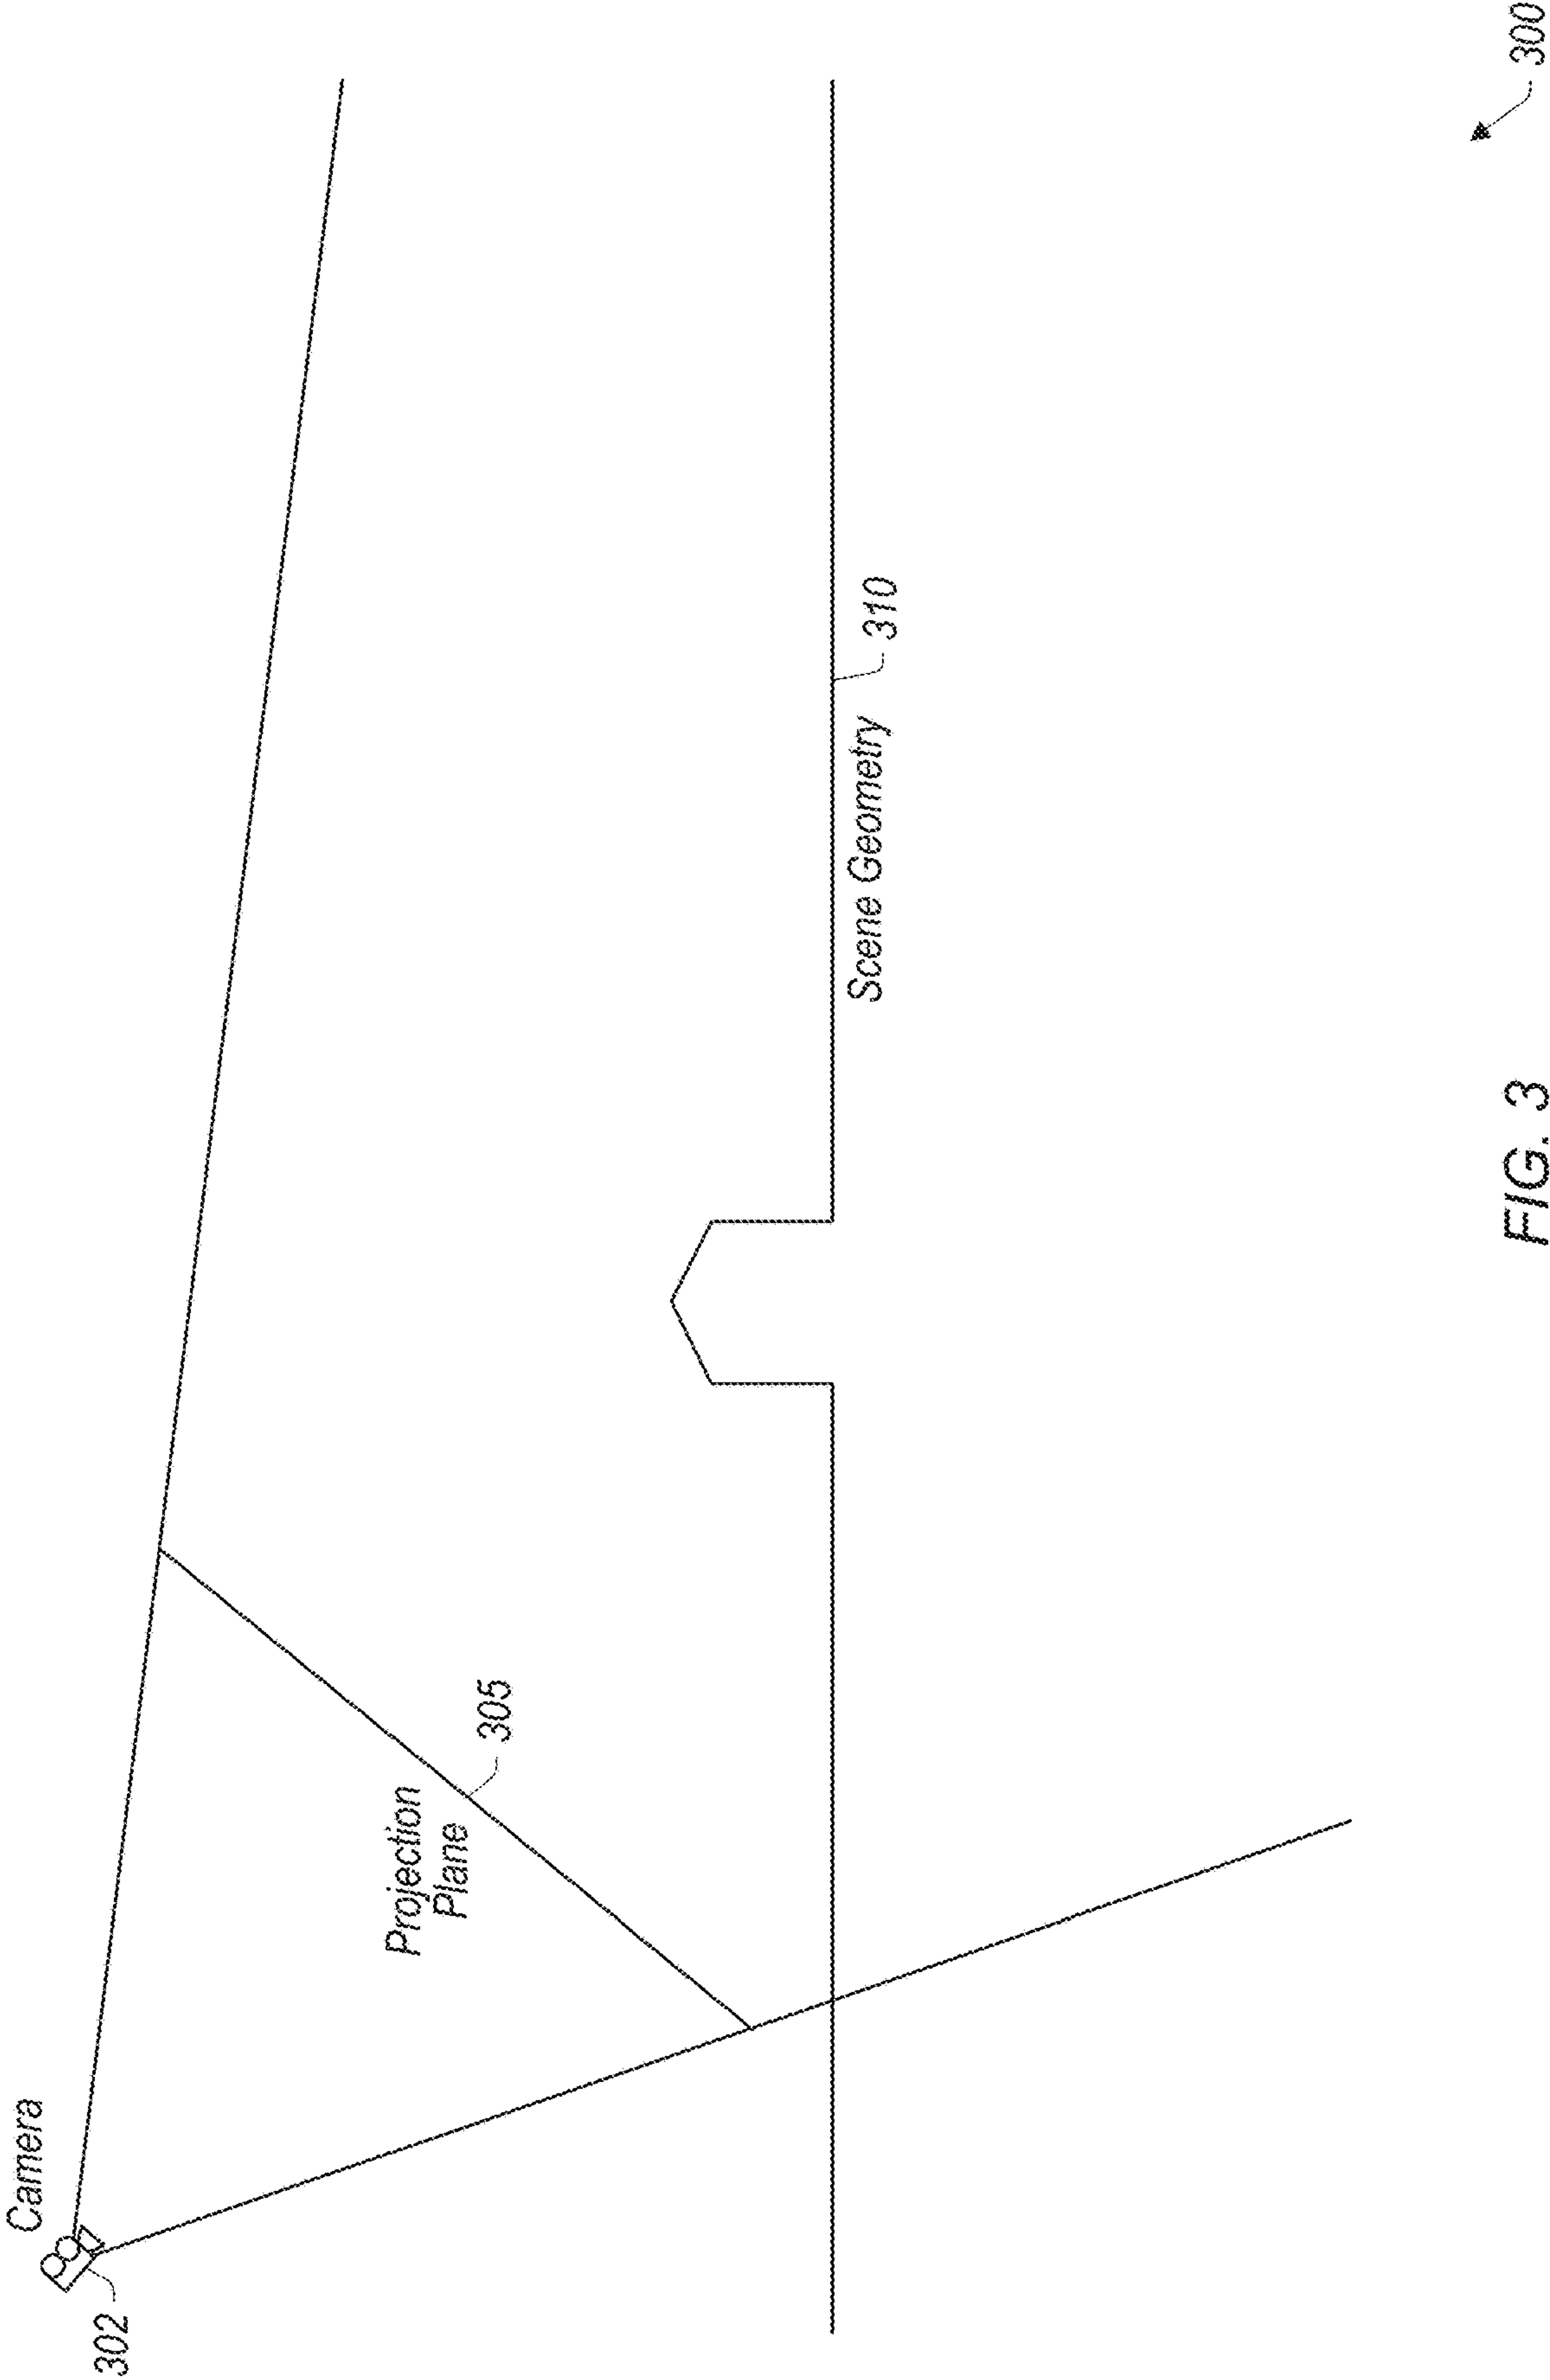 Camera
302
Projection
Plane
305
Scene Geometry
310
FIG. 3
300